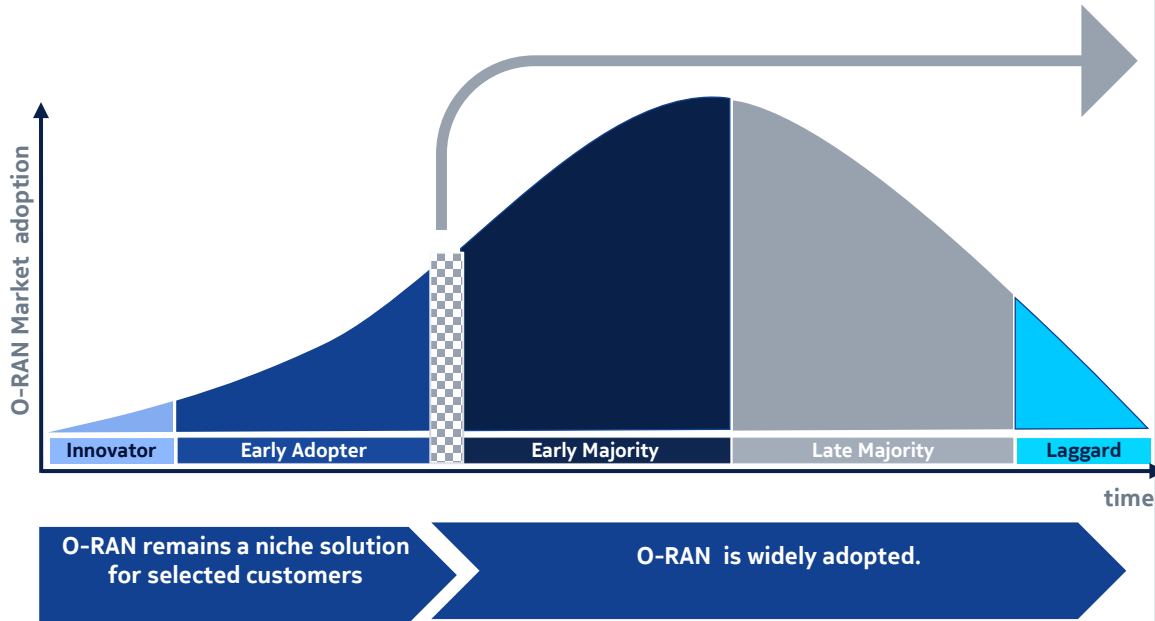 O-RAN Market adoption
Innovator
Early Adopter
Early Majority
Late Majority
Laggard
time
O-RAN remains a niche solution
for selected customers
O-RAN is widely adopted.